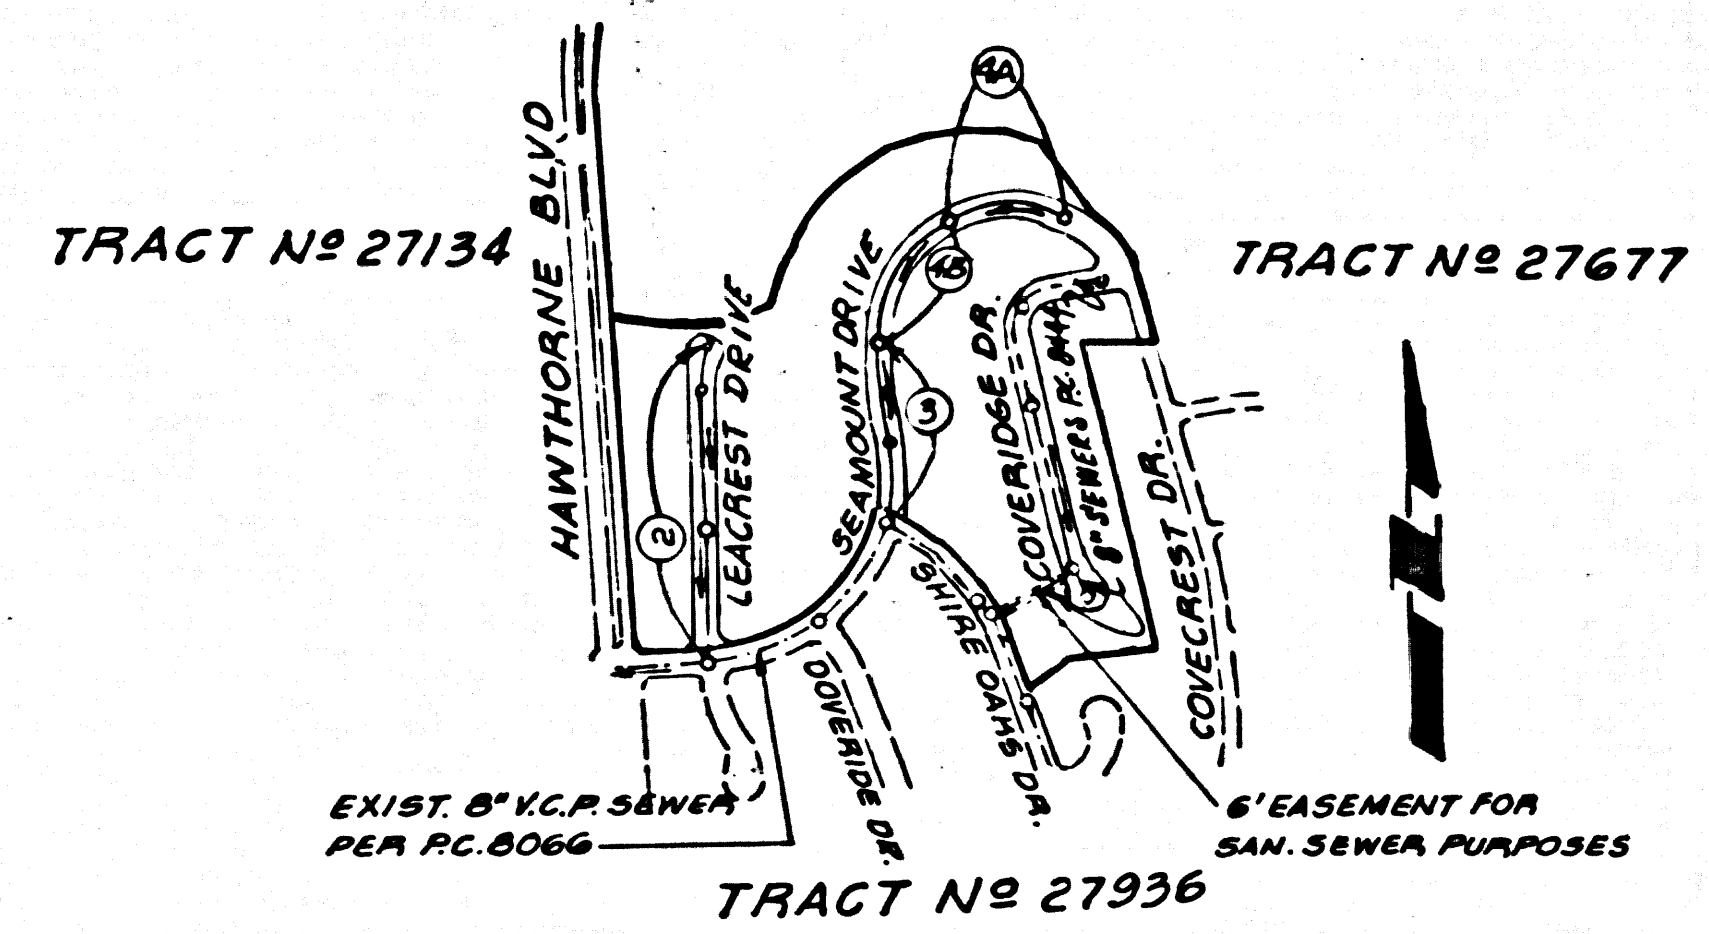 4A
HAWTHORNE BLVD
TRACT Nº 27134
TRACT Nº 27677
4B
SEAMOUNT DRIVE
LEACREST DRIVE
COVERIDGE DR.
8" SEWERS P.C.
3
2
COVECREST DR.
SHIRE OAKS DR.
DOVERIDE DR.
EXIST. 8" V.C.P. SEWER
PER P.C. 8066
6' EASEMENT FOR
SAN. SEWER PURPOSES
TRACT Nº 27936